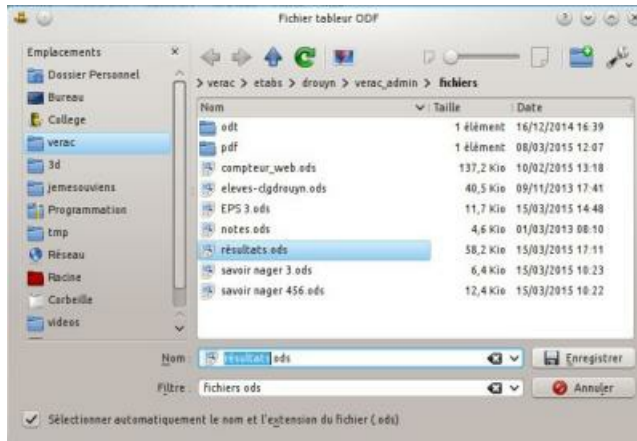 Fichier tableur ODF
Emplacements
Dossier Personnel
Bureau
College
verac
3d
jemesouviens
Programmation
tmp
Réseau
Racine
Corbeille
videos
> verac > etabs > drouyn > verac_admin > fichiers
Nom Taille Date
odt 1 élément 16/12/2014 16:39
pdf 1 élément 08/03/2015 12:07
compteur_web.ods 137,2 Kio 10/02/2015 13:18
eleves-clgdrouyn.ods 40,5 Kio 09/11/2013 17:41
EPS 3.ods 11,7 Kio 15/03/2015 14:48
notes.ods 4,6 Kio 01/03/2013 08:10
résultats.ods 58,2 Kio 15/03/2015 17:11
savoir nager 3.ods 6,4 Kio 15/03/2015 10:23
savoir nager 456.ods 12,4 Kio 15/03/2015 10:22
Nom : résultats.ods Enregistrer
Filtre : fichiers ods Annuler
Sélectionner automatiquement le nom et l'extension du fichier (.ods)